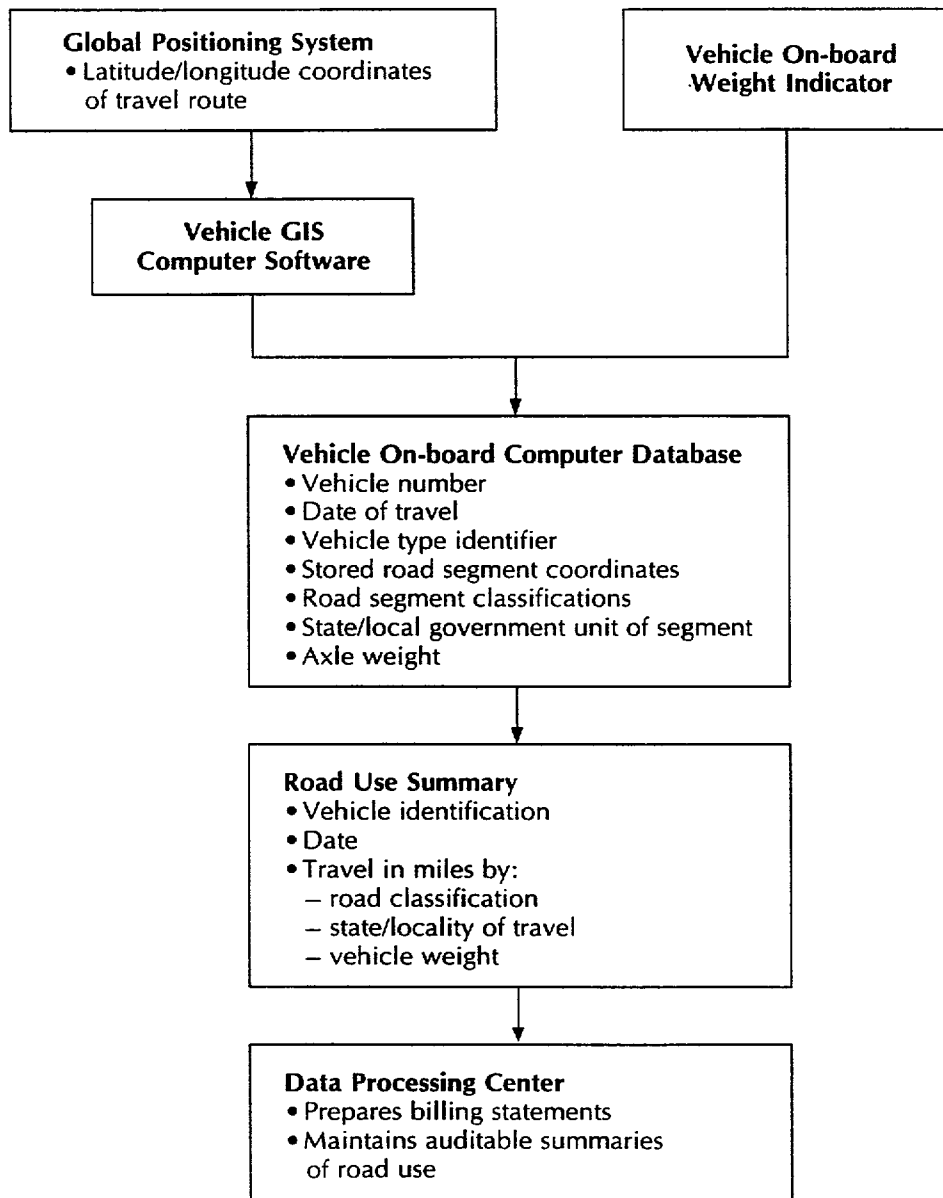 Global Positioning System
• Latitude/longitude coordinates
of travel route
Vehicle On-board
Weight Indicator
Vehicle GIS
Computer Software
Vehicle On-board Computer Database
• Vehicle number
• Date of travel
• Vehicle type identifier
• Stored road segment coordinates
• Road segment classifications
• State/local government unit of segment
• Axle weight
Road Use Summary
• Vehicle identification
• Date
• Travel in miles by:
– road classification
– state/locality of travel
– vehicle weight
Data Processing Center
• Prepares billing statements
• Maintains auditable summaries
of road use